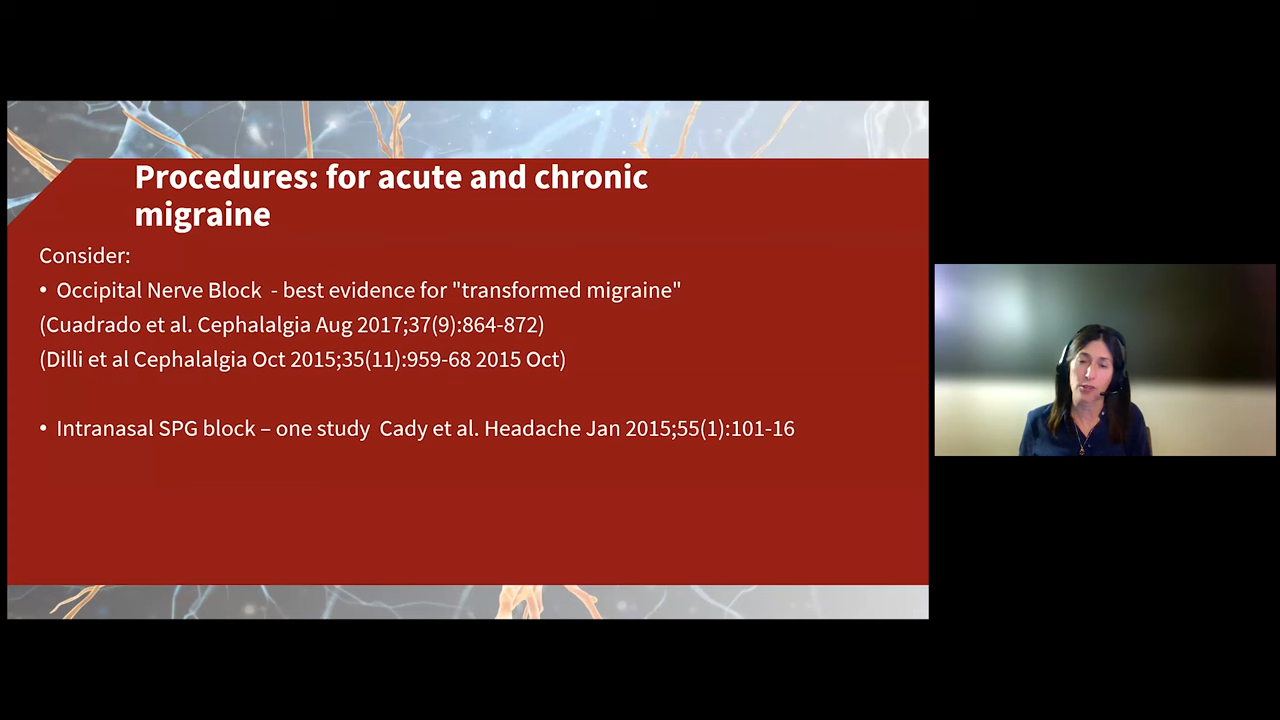 Procedures: for acute and chronic
migraine
Consider:
• Occipital Nerve Block - best evidence for "transformed migraine"
(Cuadrado et al. Cephalalgia Aug 2017;37(9):864-872)
(Dilli et al Cephalalgia Oct 2015;35(11):959-68 2015 Oct)
• Intranasal SPG block – one study Cady et al. Headache Jan 2015;55(1):101-16